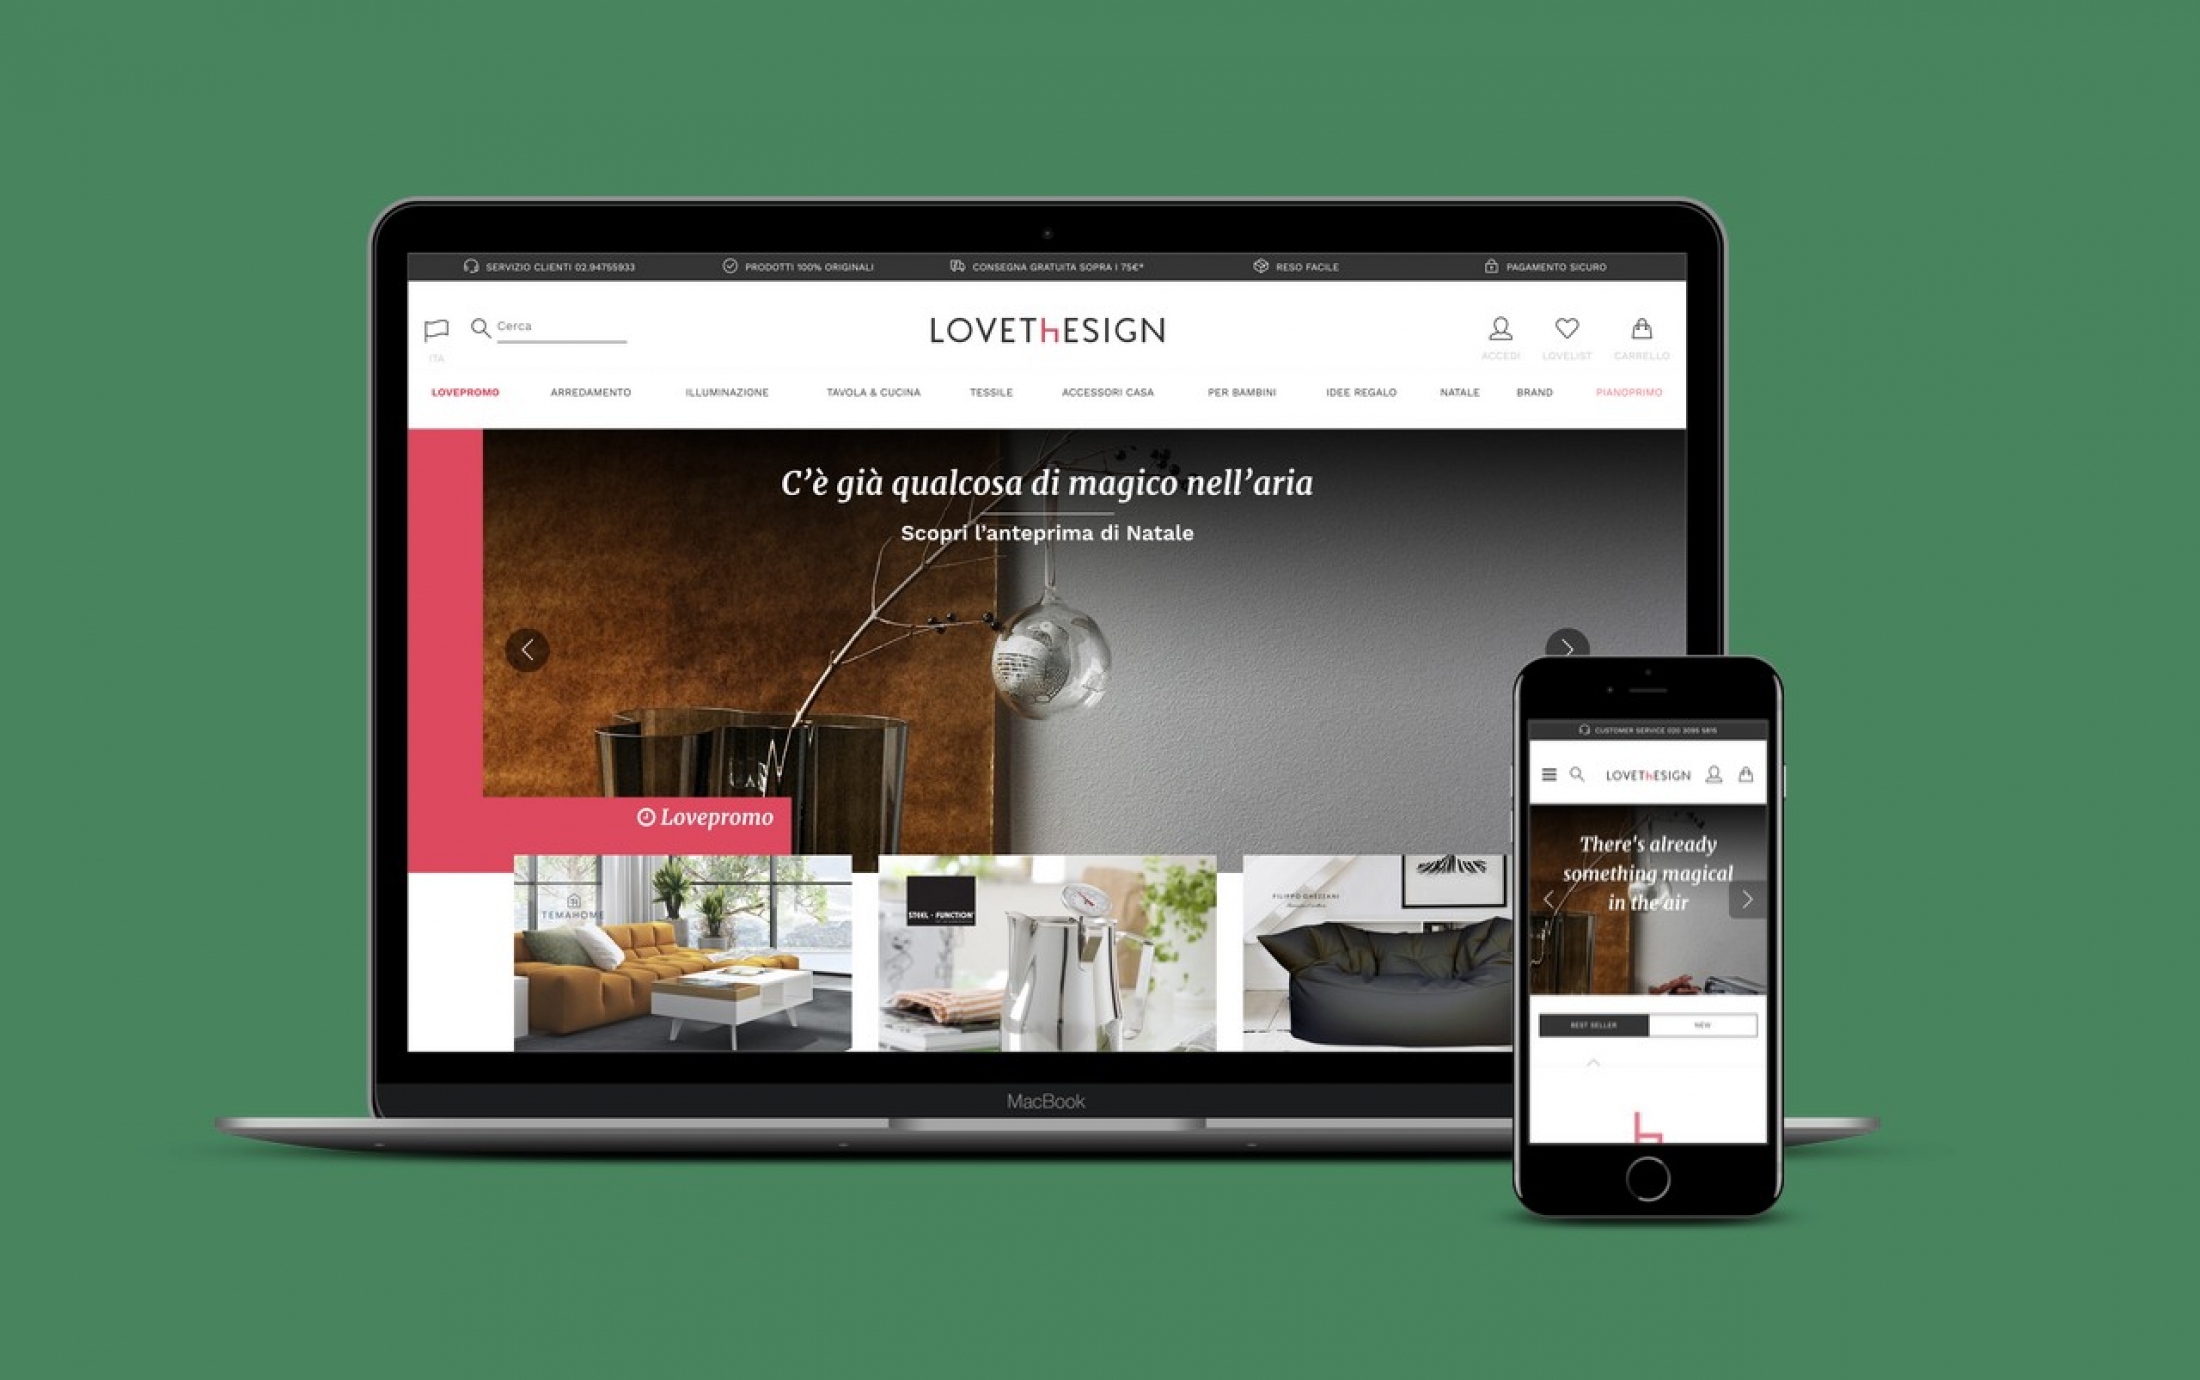 SERVIZIO CLIENTI 02.94755933
PRODOTTI 100% ORIGINALI
CONSEGNA GRATUITA SOPRA I 75€*
RESO FACILE
PAGAMENTO SICURO
ITA
Cerca
LOVETHESIGN
ACCEDI
LOVELIST
CARRELLO
LOVEPROMO
ARREDAMENTO
ILLUMINAZIONE
TAVOLA & CUCINA
TESSILE
ACCESSORI CASA
PER BAMBINI
IDEE REGALO
NATALE
BRAND
PIANOPRIMO
C'è già qualcosa di magico nell'aria
Scopri l'anteprima di Natale
Lovepromo
TEMAHOME
STEEL - FUNCTION
FILIPPO GHEZZANI
MacBook
CUSTOMER SERVICE 020 3095 5815
LOVETHESIGN
There's already
something magical
in the air
BEST SELLER
NEW